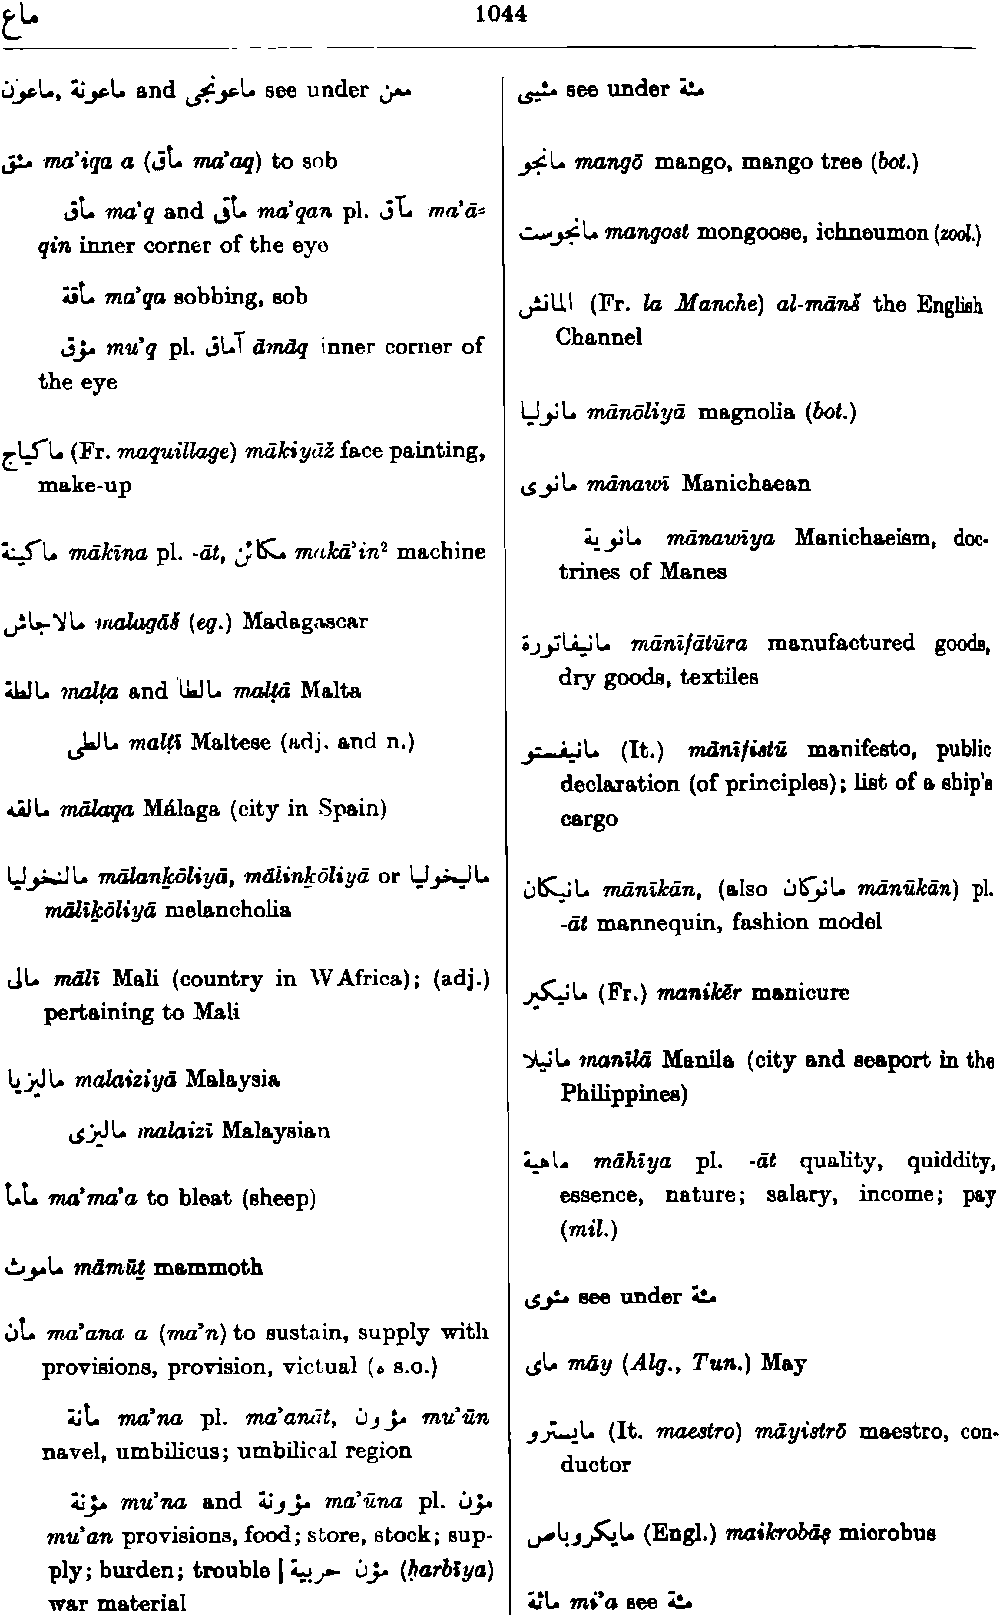 ماع
1044
ماعون, ماعونة and ماعونجى see under معن
مئق ma’iqa a (مأق ma’aq) to sob
مأق ma’q and مأق ma’qan pl. مآق ma’ā-
qin inner corner of the eye
مأقة ma’qa sobbing, sob
مؤق mu’q pl. آماق āmāq inner corner of
the eye
ماكياج (Fr. maquillage) mākiyāž face painting,
make-up
ماكينة mākīna pl. -āt, مكائن makā’in² machine
مالاجاش malagāš (eg.) Madagascar
مالطة malṭa and مالطا malṭā Malta
مالطى malṭī Maltese (adj. and n.)
مالقه mālaqa Málaga (city in Spain)
مالنخوليا mālanḵōliyā, mālinḵōliyā or ماليخوليا
mālīḵōliyā melancholia
مالى mālī Mali (country in W Africa); (adj.)
pertaining to Mali
ماليزيا malaiziyā Malaysia
ماليزى malaizī Malaysian
مأمأ ma’ma’a to bleat (sheep)
ماموث māmūṯ mammoth
مأن ma’ana a (ma’n) to sustain, supply with
provisions, provision, victual (ه s.o.)
مأنة ma’na pl. ma’anāt, مؤون mu’ūn
navel, umbilicus; umbilical region
مؤنة mu’na and مؤونة ma’ūna pl. مؤن
mu’an provisions, food; store, stock; sup-
ply; burden; trouble | مؤن حربية (ḥarbīya)
war material
مئيى see under مئة
مانجو mangō mango, mango tree (bot.)
مانجوست mangost mongoose, ichneumon (zool.)
المانش (Fr. la Manche) al-mānš the English
Channel
مانوليا mānōliyā magnolia (bot.)
مانوى mānawī Manichaean
مانوية mānawīya Manichaeism, doc-
trines of Manes
مانيفاتورة mānīfātūra manufactured goods,
dry goods, textiles
مانيفستو (It.) mānīfistū manifesto, public
declaration (of principles); list of a ship's
cargo
مانيكان mānīkān, (also مانوكان mānūkān) pl.
-āt mannequin, fashion model
مانيكير (Fr.) manikēr manicure
مانيلا manīlā Manila (city and seaport in the
Philippines)
ماهية māhīya pl. -āt quality, quiddity,
essence, nature; salary, income; pay
(mil.)
مئوى see under مئة
ماى māy (Alg., Tun.) May
مايسترو (It. maestro) māyistrō maestro, con-
ductor
مايكروباص (Engl.) maikrobāṣ microbus
مائة mi’a see مئة